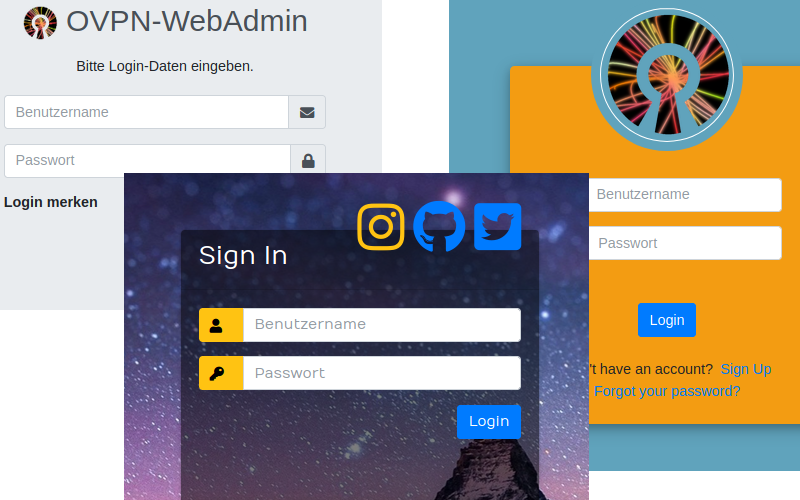 OVPN-WebAdmin
Bitte Login-Daten eingeben.
Benutzername
Passwort
Login merken
Sign In
Benutzername
Passwort
Login
Benutzername
Passwort
Login
't have an account? Sign Up
Forgot your password?